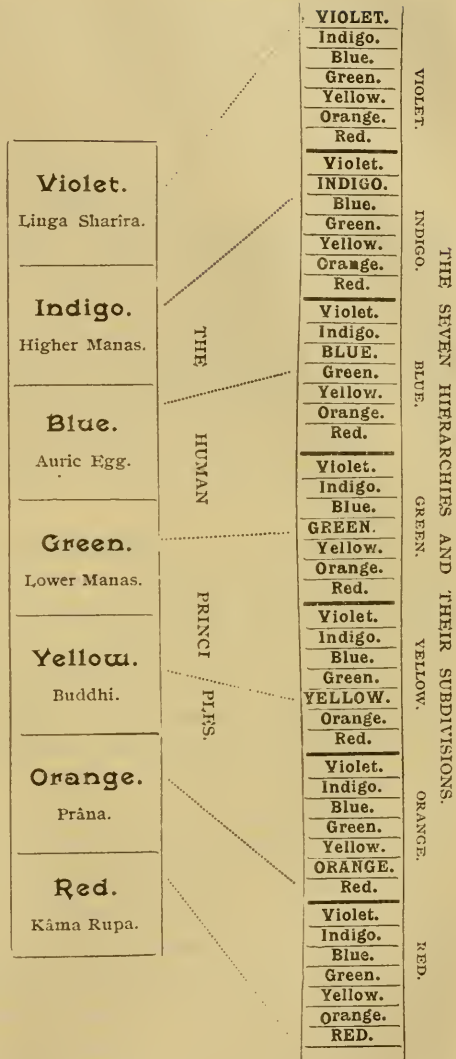 Violet.
Linga Sharîra.
Indigo.
Higher Manas.
Blue.
Auric Egg.
Green.
Lower Manas.
Yellow.
Buddhi.
Orange.
Prâna.
Red.
Kâma Rupa.
THE HUMAN PRINCI PLES.
VIOLET.
Indigo.
Blue.
Green.
Yellow.
Orange.
Red.
Violet.
INDIGO.
Blue.
Green.
Yellow.
Orange.
Red.
Violet.
Indigo.
BLUE.
Green.
Yellow.
Orange.
Red.
Violet.
Indigo.
Blue.
GREEN.
Yellow.
Orange.
Red.
Violet.
Indigo.
Blue.
Green.
YELLOW.
Orange.
Red.
Violet.
Indigo.
Blue.
Green.
Yellow.
ORANGE.
Red.
Violet.
Indigo.
Blue.
Green.
Yellow.
Orange.
RED.
VIOLET.
INDIGO.
BLUE.
GREEN.
YELLOW.
ORANGE.
RED.
THE SEVEN HIERARCHIES AND THEIR SUBDIVISIONS.